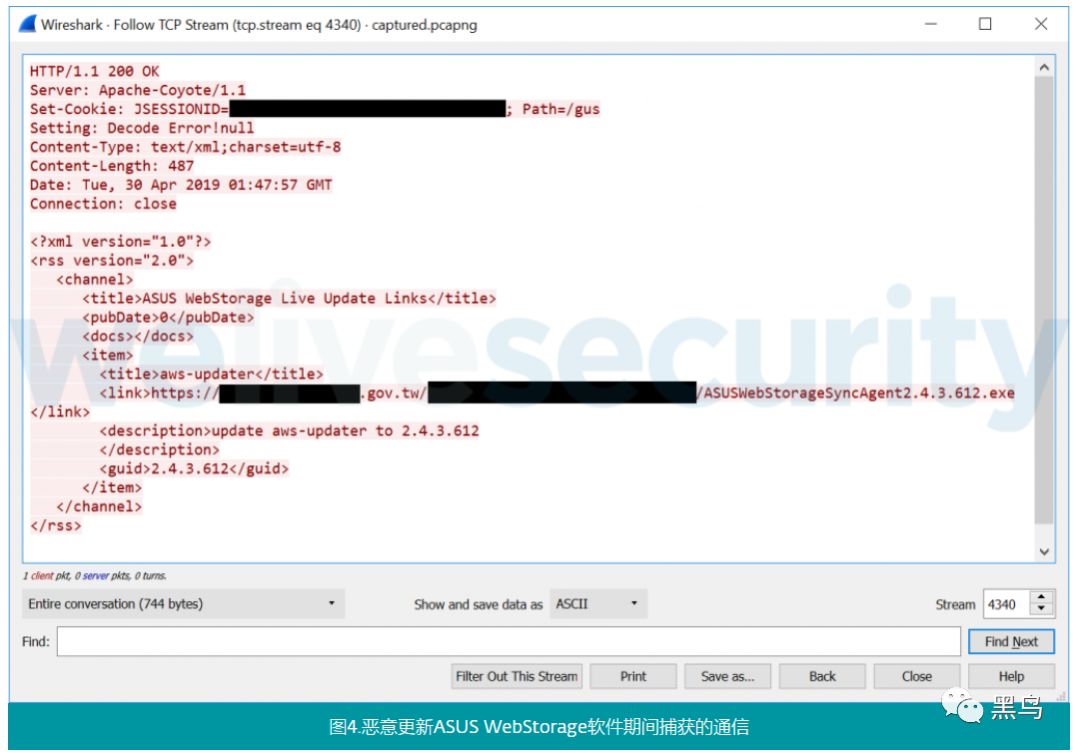 Wireshark · Follow TCP Stream (tcp.stream eq 4340) · captured.pcapng
HTTP/1.1 200 OK
Server: Apache-Coyote/1.1
Set-Cookie: JSESSIONID= ; Path=/gus
Setting: Decode Error!null
Content-Type: text/xml;charset=utf-8
Content-Length: 487
Date: Tue, 30 Apr 2019 01:47:57 GMT
Connection: close
<?xml version="1.0"?>
<rss version="2.0">
<channel>
<title>ASUS WebStorage Live Update Links</title>
<pubDate>0</pubDate>
<docs></docs>
<item>
<title>aws-updater</title>
<link>https:// .gov.tw/ /ASUSWebStorageSyncAgent2.4.3.612.exe
</link>
<description>update aws-updater to 2.4.3.612
</description>
<guid>2.4.3.612</guid>
</item>
</channel>
</rss>
welivesecurity
1 client pkt, 0 server pkts, 0 turns.
Entire conversation (744 bytes) Show and save data as ASCII Stream 4340
Find: Find Next
Filter Out This Stream Print Save as... Back Close Help
黑鸟
图4.恶意更新ASUS WebStorage软件期间捕获的通信